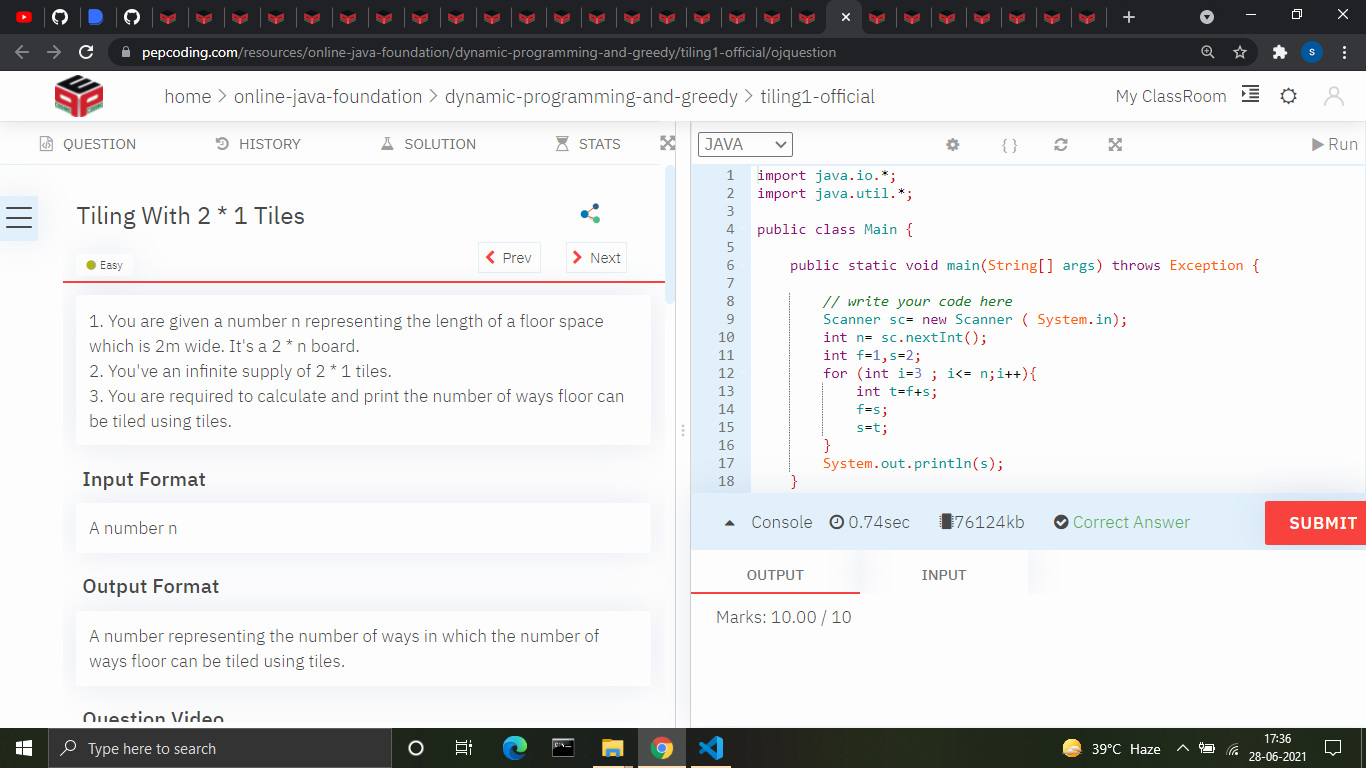 pepcoding.com/resources/online-java-foundation/dynamic-programming-and-greedy/tiling1-official/ojquestion
S
home > online-java-foundation > dynamic-programming-and-greedy > tiling1-official
My ClassRoom
QUESTION HISTORY SOLUTION STATS
Tiling With 2 * 1 Tiles
Easy
Prev Next
1. You are given a number n representing the length of a floor space
which is 2m wide. It's a 2 * n board.
2. You've an infinite supply of 2 * 1 tiles.
3. You are required to calculate and print the number of ways floor can
be tiled using tiles.
Input Format
A number n
Output Format
A number representing the number of ways in which the number of
ways floor can be tiled using tiles.
Question Video
JAVA { } Run
1 import java.io.*;
2 import java.util.*;
3
4 public class Main {
5
6 public static void main(String[] args) throws Exception {
7
8 // write your code here
9 Scanner sc= new Scanner ( System.in);
10 int n= sc.nextInt();
11 int f=1,s=2;
12 for (int i=3 ; i<= n;i++){
13 int t=f+s;
14 f=s;
15 s=t;
16 }
17 System.out.println(s);
18 }
Console 0.74sec 76124kb Correct Answer SUBMIT
OUTPUT INPUT
Marks: 10.00 / 10
Type here to search
39°C Haze
17:36
28-06-2021